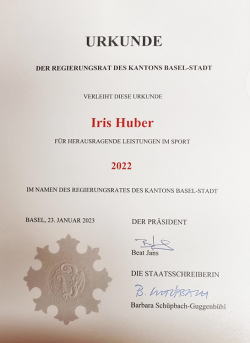 URKUNDE
DER REGIERUNGSRAT DES KANTONS BASEL-STADT
VERLEIHT DIESE URKUNDE
Iris Huber
FÜR HERAUSRAGENDE LEISTUNGEN IM SPORT
2022
IM NAMEN DES REGIERUNGSRATES DES KANTONS BASEL-STADT
BASEL, 23. JANUAR 2023
DER PRÄSIDENT
Beat Jans
DIE STAATSSCHREIBERIN
B. Schüpbach
Barbara Schüpbach-Guggenbühl